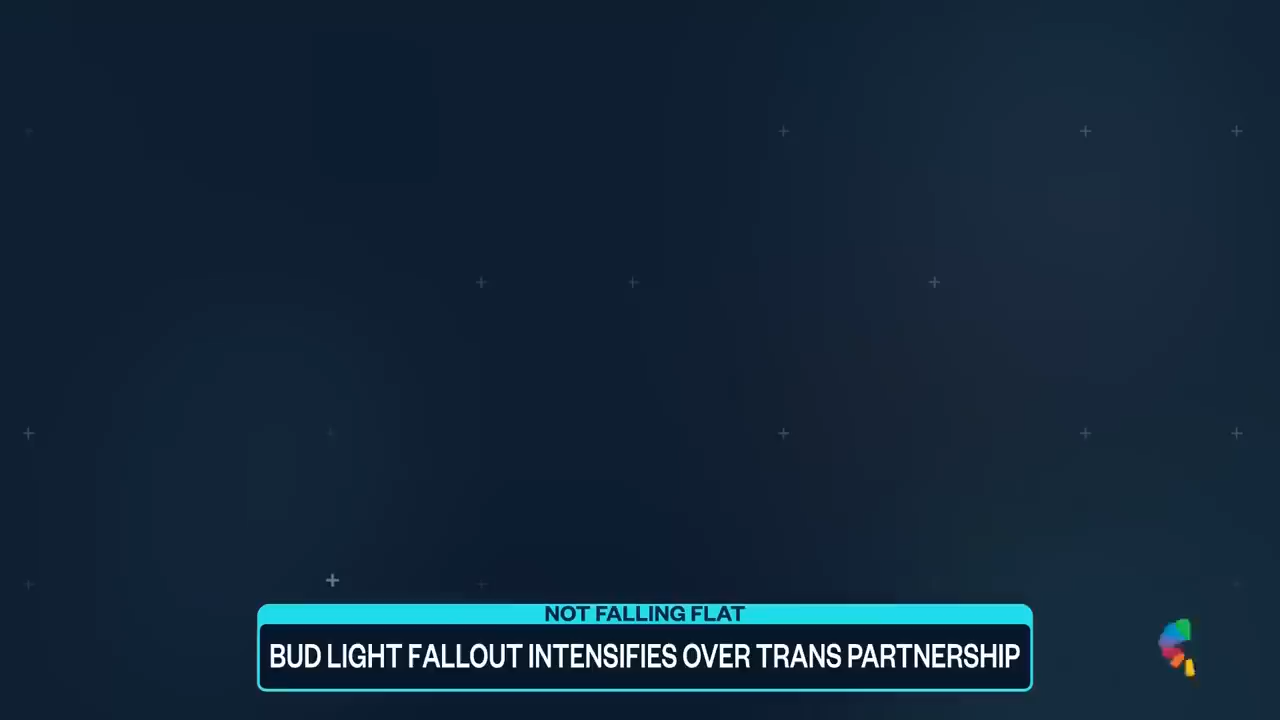 NOT FALLING FLAT
BUD LIGHT FALLOUT INTENSIFIES OVER TRANS PARTNERSHIP